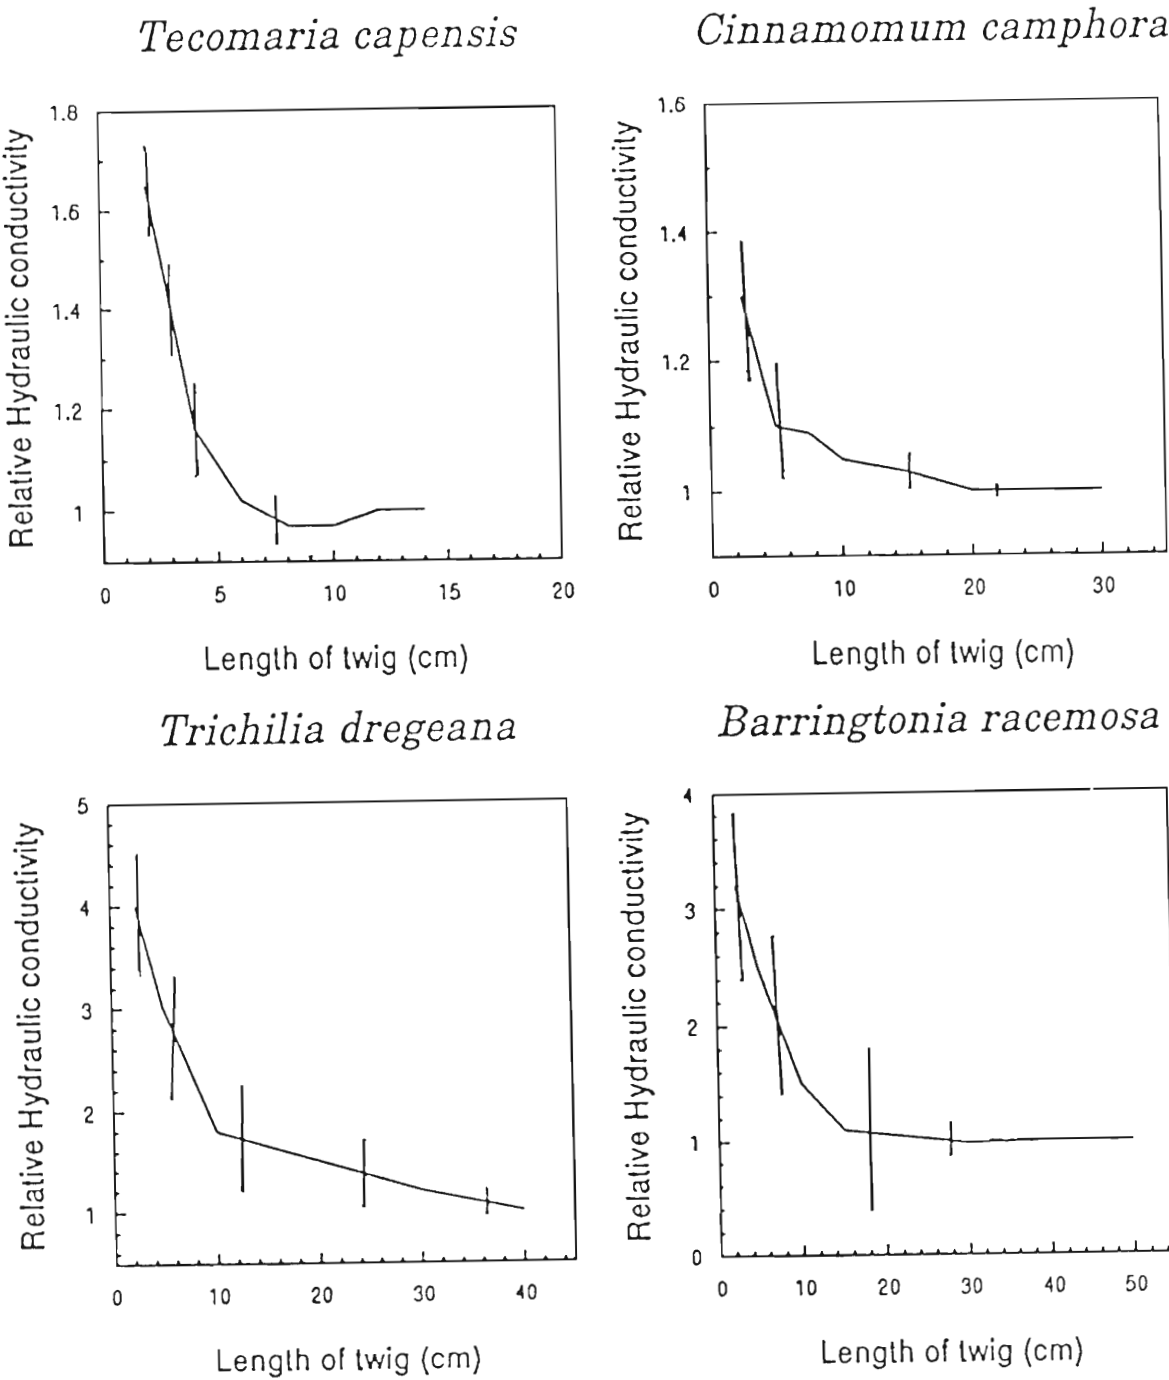 Tecomaria capensis
Cinnamomum camphora
Relative Hydraulic conductivity
1.8
1.6
1.4
1.2
1
0 5 10 15 20
Length of twig (cm)
Relative Hydraulic conductivity
1.6
1.4
1.2
1
0 10 20 30
Length of twig (cm)
Trichilia dregeana
Barringtonia racemosa
Relative Hydraulic conductivity
5
4
3
2
1
0 10 20 30 40
Length of twig (cm)
Relative Hydraulic conductivity
4
3
2
1
0
0 10 20 30 40 50
Length of twig (cm)